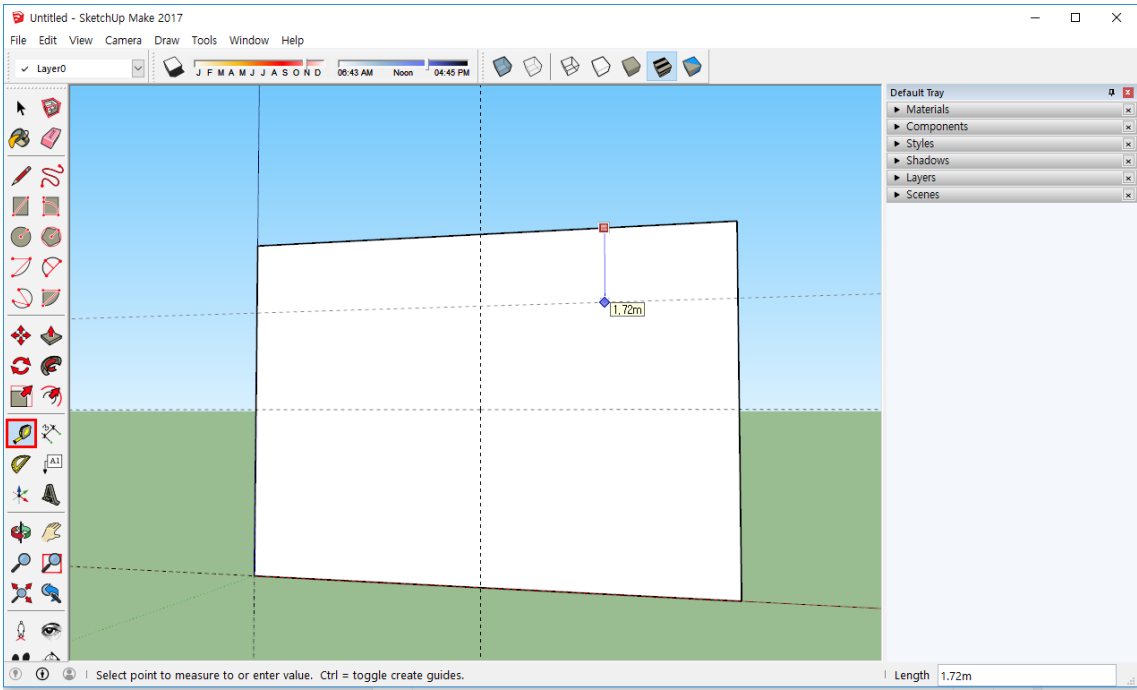 Untitled - SketchUp Make 2017
File Edit View Camera Draw Tools Window Help
Layer0
J F M A M J J A S O N D
06:43 AM Noon 04:45 PM
Default Tray
Materials
Components
Styles
Shadows
Layers
Scenes
1.72m
A1
Select point to measure to or enter value. Ctrl = toggle create guides.
Length 1.72m